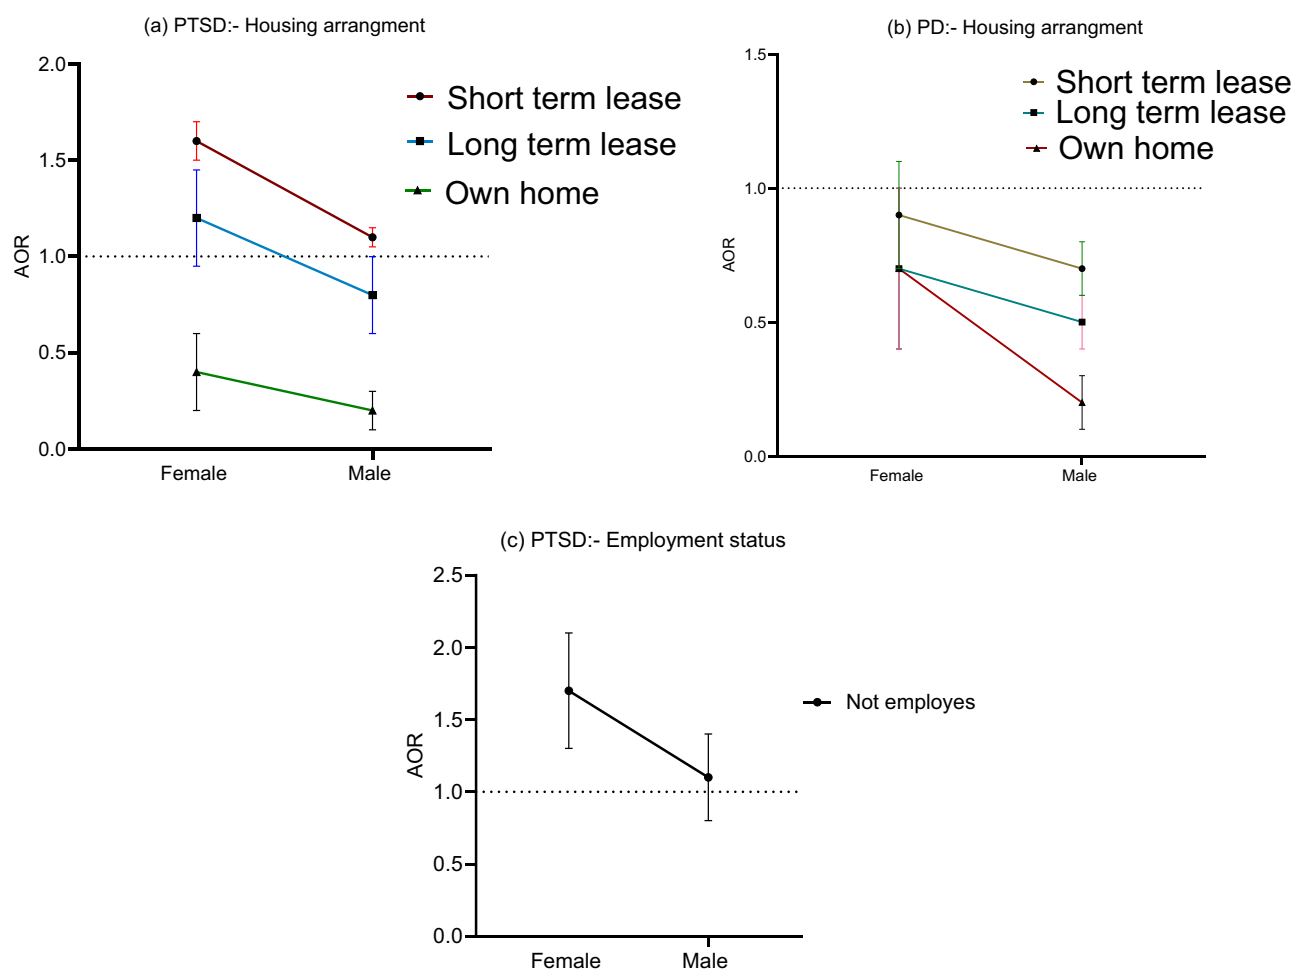 (a) PTSD:- Housing arrangment
2.0
1.5
1.0
0.5
0.0
AOR
Female
Male
Short term lease
Long term lease
Own home
(b) PD:- Housing arrangment
1.5
1.0
0.5
0.0
AOR
Female
Male
Short term lease
Long term lease
Own home
(c) PTSD:- Employment status
2.5
2.0
1.5
1.0
0.5
0.0
AOR
Female
Male
Not employes